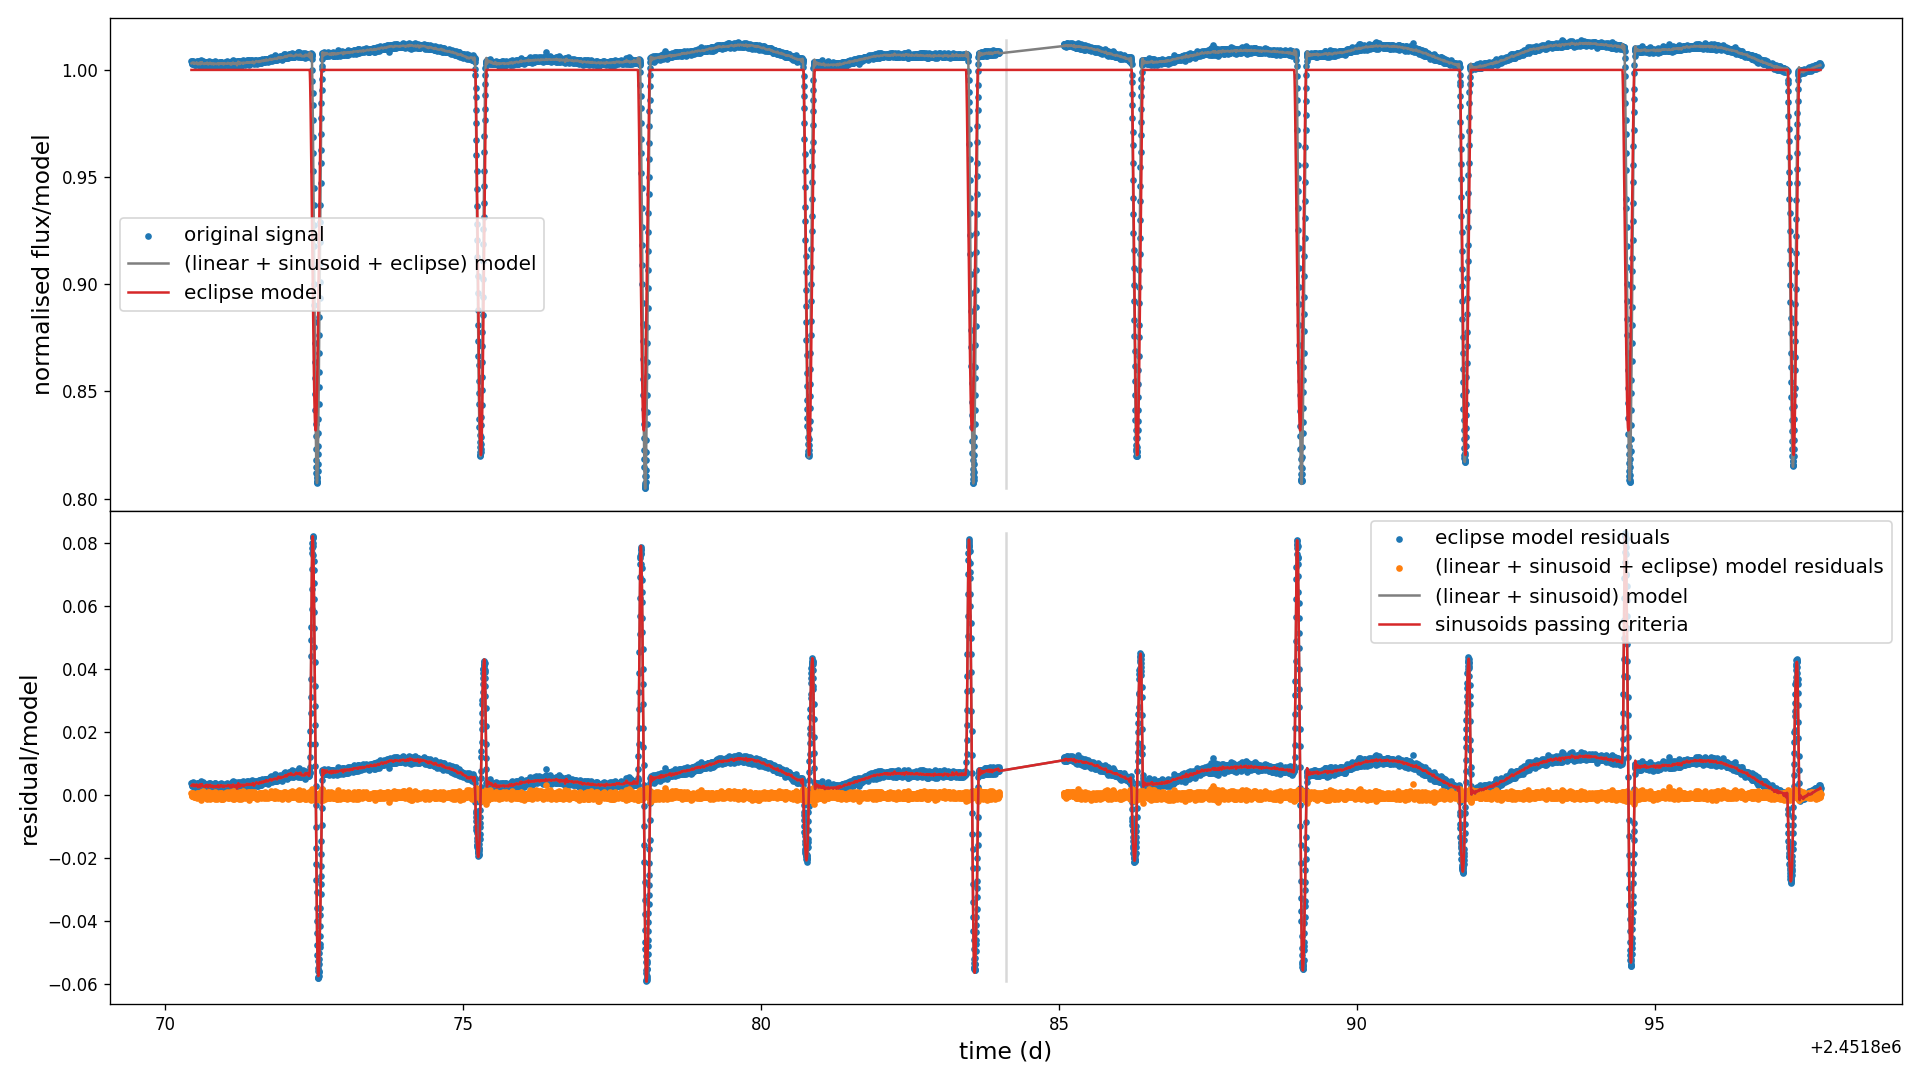 normalised flux/model
1.00
0.95
0.90
0.85
0.80
original signal
(linear + sinusoid + eclipse) model
eclipse model
residual/model
0.08
0.06
0.04
0.02
0.00
−0.02
−0.04
−0.06
eclipse model residuals
(linear + sinusoid + eclipse) model residuals
(linear + sinusoid) model
sinusoids passing criteria
70 75 80 85 90 95
time (d)
+2.4518e6